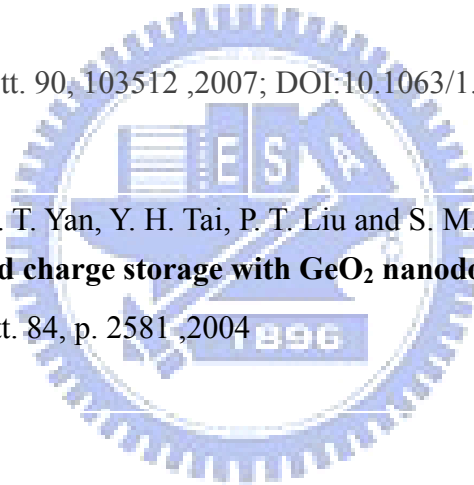 tt. 90, 103512 ,2007; DOI:10.1063/1.
E S A
. T. Yan, Y. H. Tai, P. T. Liu and S. M.
d charge storage with GeO₂ nanodo
tt. 84, p. 2581 ,2004
1896